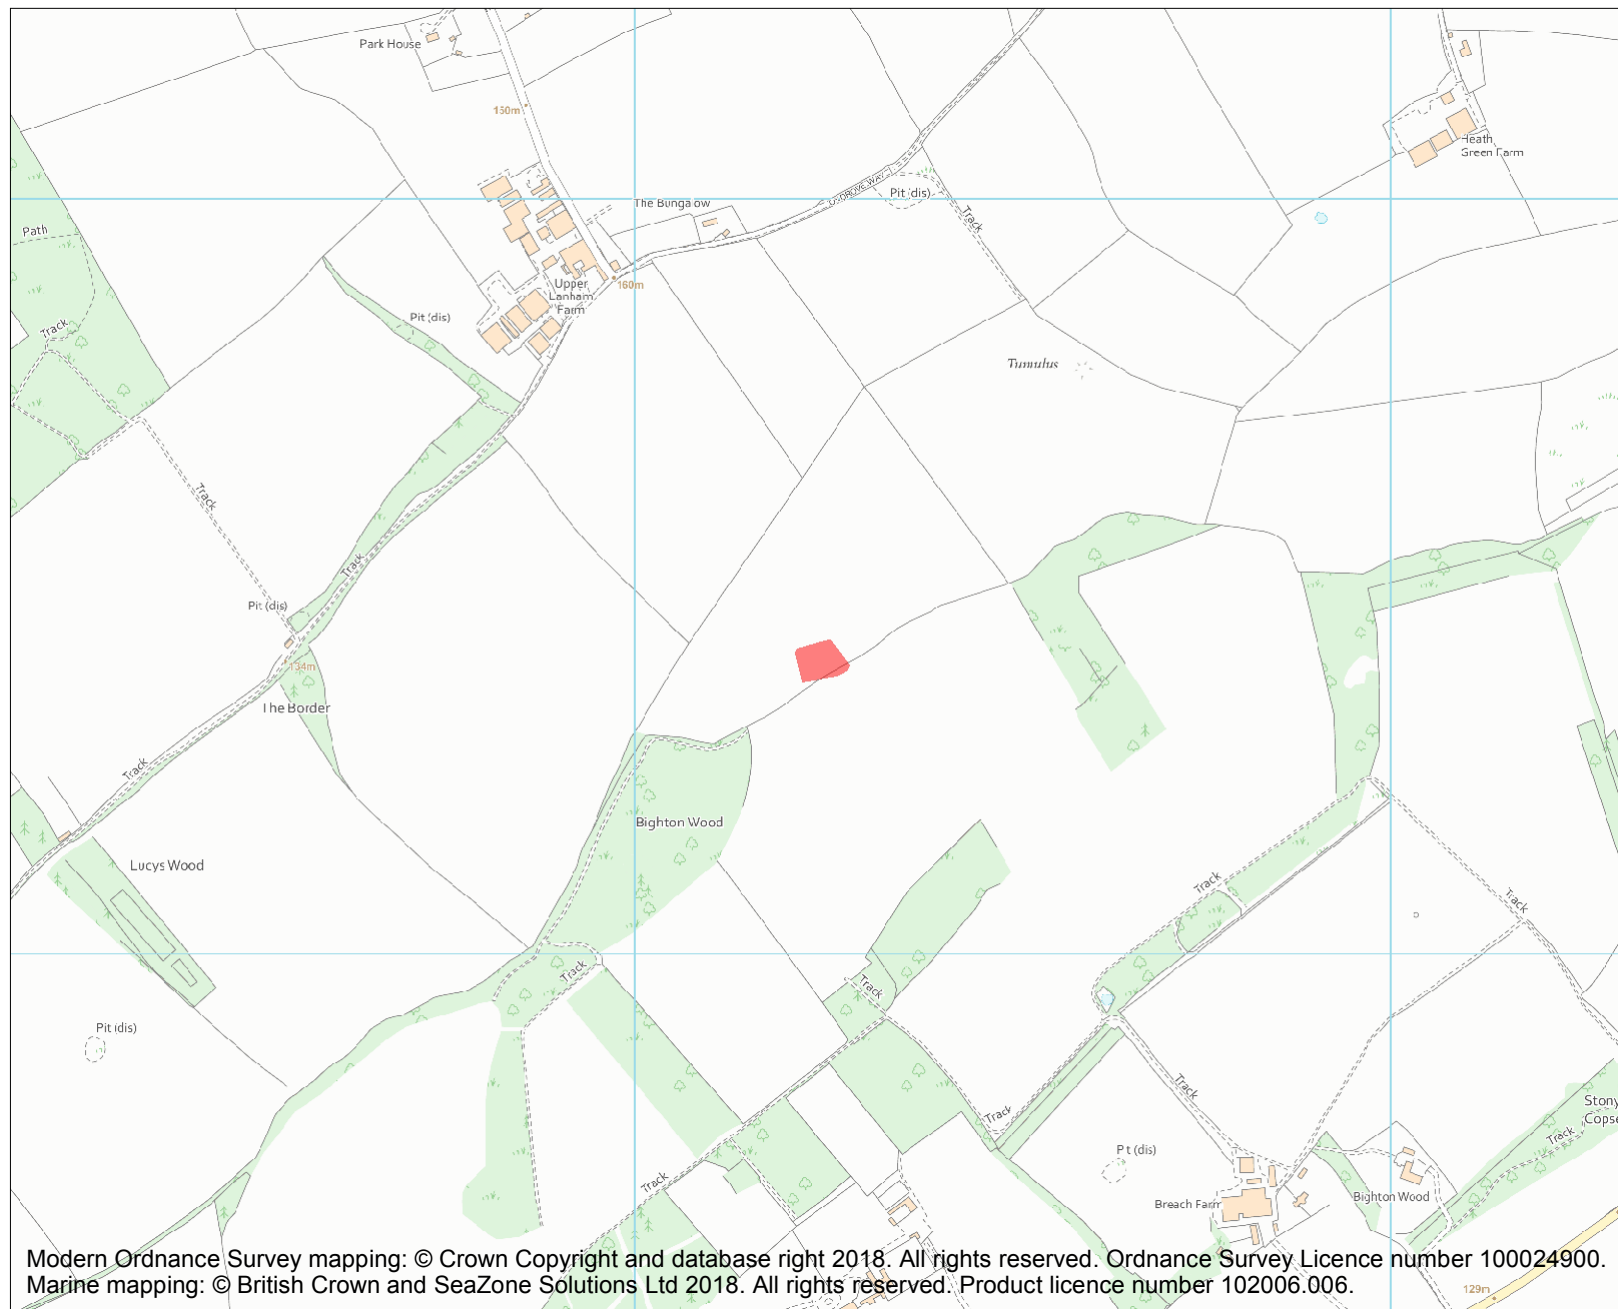 Park House
150m
Heath
Green Farm
OXDROVE WAY
Pit (dis)
The Bungalow
Track
Path
Upper
Lanham
Farm
160m
Pit (dis)
Track
Tumulus
Track
Track
Pit (dis)
134m
The Border
Track
Bighton Wood
Lucys Wood
Track
Track
Track
Track
Pit (dis)
Track
Track
Stony
Copse
Track
Pit (dis)
Track
Breach Farm
Bighton Wood
Modern Ordnance Survey mapping: © Crown Copyright and database right 2018. All rights reserved. Ordnance Survey Licence number 100024900.
Marine mapping: © British Crown and SeaZone Solutions Ltd 2018. All rights reserved. Product licence number 102006.006.
129m